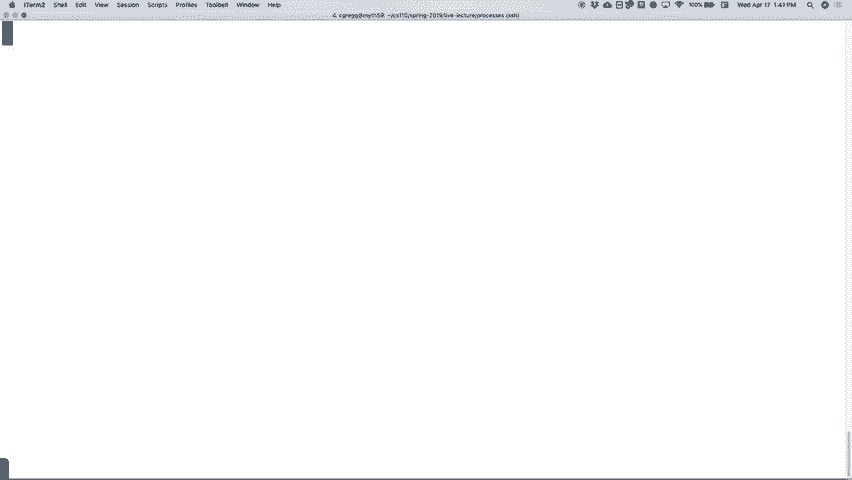 iTerm2 Shell Edit View Session Scripts Profiles Toolbelt Window Help 100% Wed Apr 17 1:47 PM
4. cgregg@myth59: ~/cs110/spring-2019/live-lecture/processes (ssh)